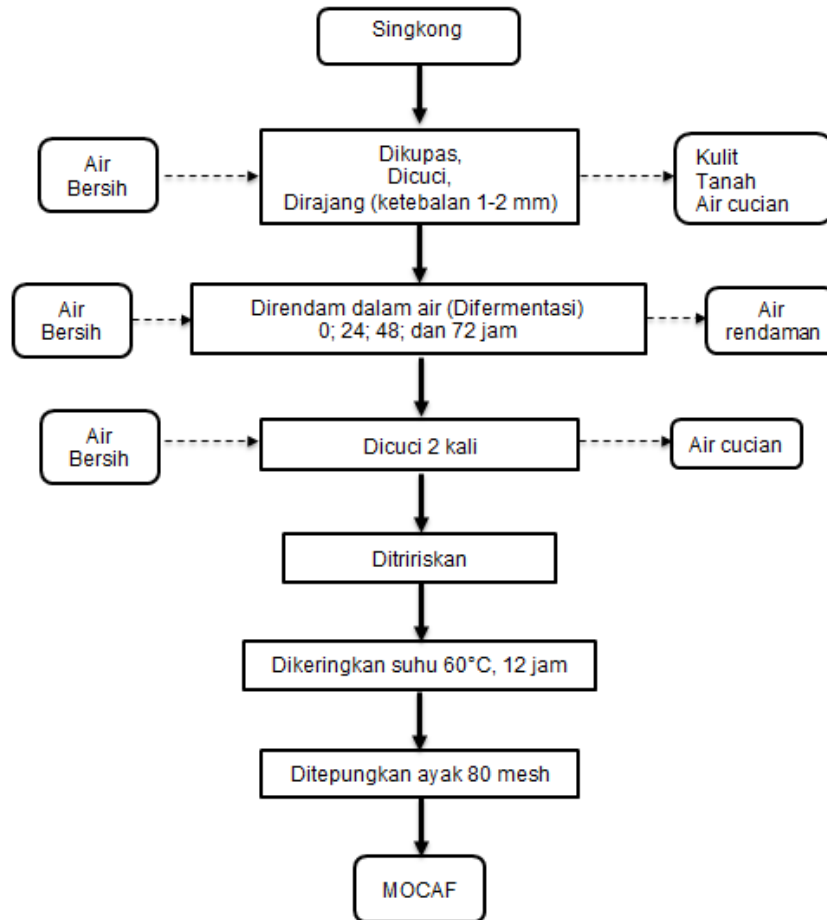 Singkong
Air
Bersih
Dikupas,
Dicuci,
Dirajang (ketebalan 1-2 mm)
Kulit
Tanah
Air cucian
Air
Bersih
Direndam dalam air (Difermentasi)
0; 24; 48; dan 72 jam
Air
rendaman
Air
Bersih
Dicuci 2 kali
Air cucian
Ditririskan
Dikeringkan suhu 60°C, 12 jam
Ditepungkan ayak 80 mesh
MOCAF